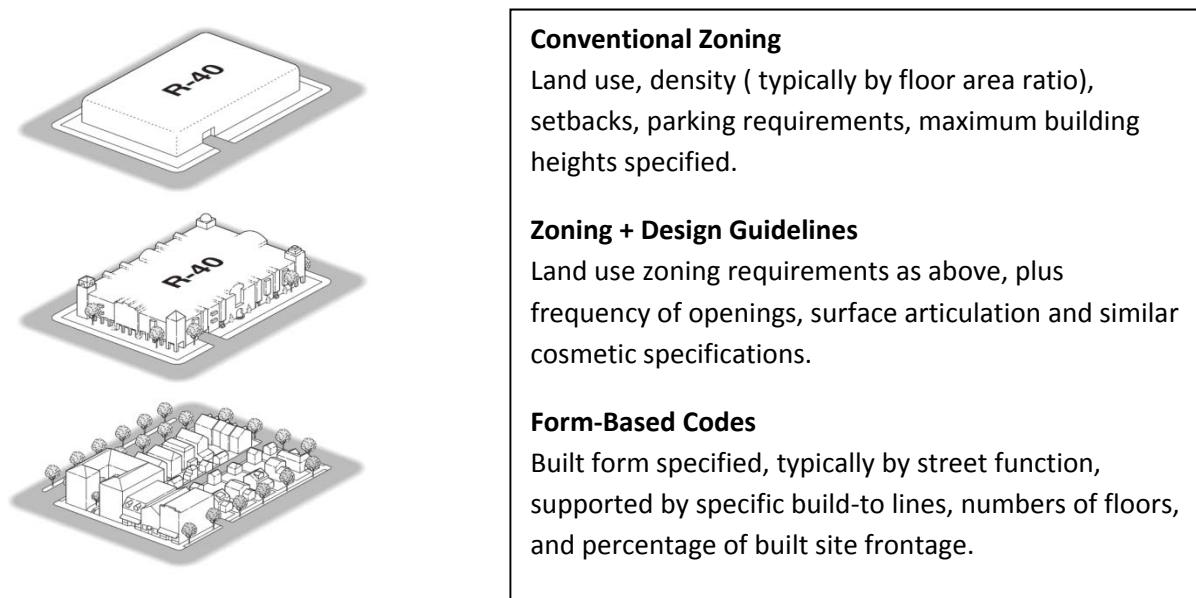 R-40
R-40
Conventional Zoning
Land use, density ( typically by floor area ratio),
setbacks, parking requirements, maximum building
heights specified.
Zoning + Design Guidelines
Land use zoning requirements as above, plus
frequency of openings, surface articulation and similar
cosmetic specifications.
Form-Based Codes
Built form specified, typically by street function,
supported by specific build-to lines, numbers of floors,
and percentage of built site frontage.